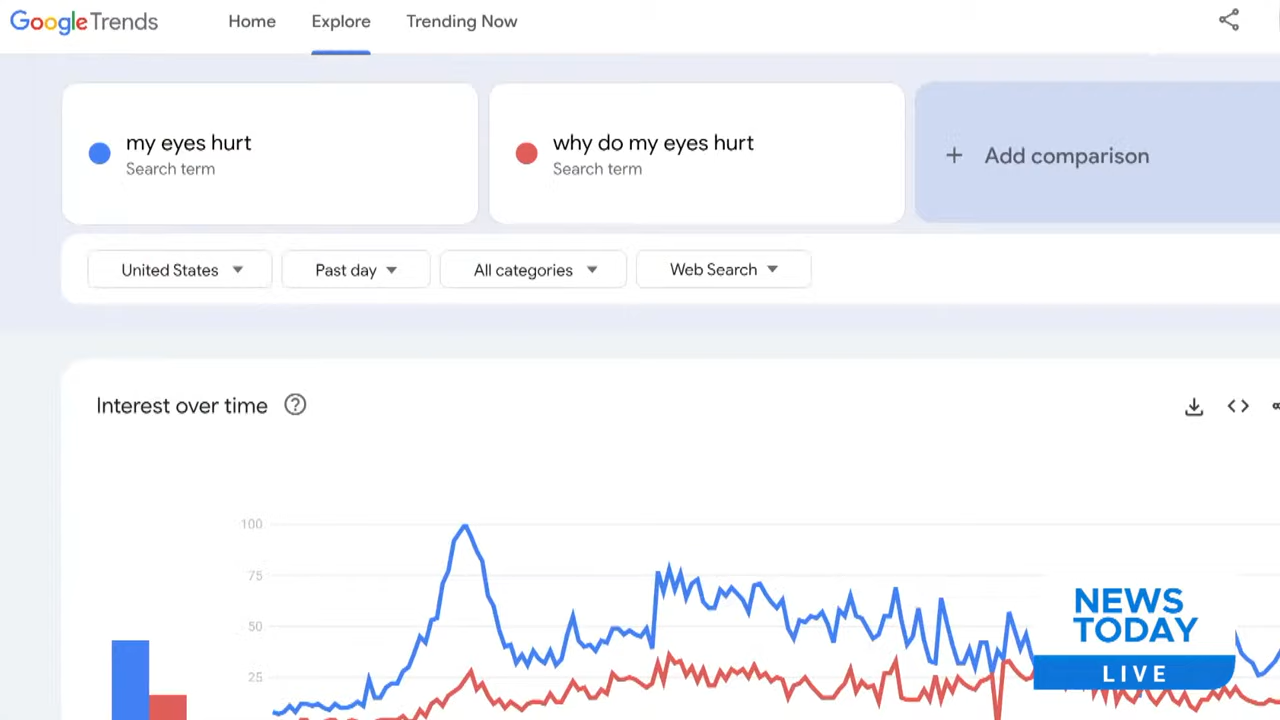 Google Trends
Home
Explore
Trending Now
my eyes hurt
Search term
why do my eyes hurt
Search term
+ Add comparison
United States
Past day
All categories
Web Search
Interest over time
100
75
50
25
NEWS
TODAY
LIVE